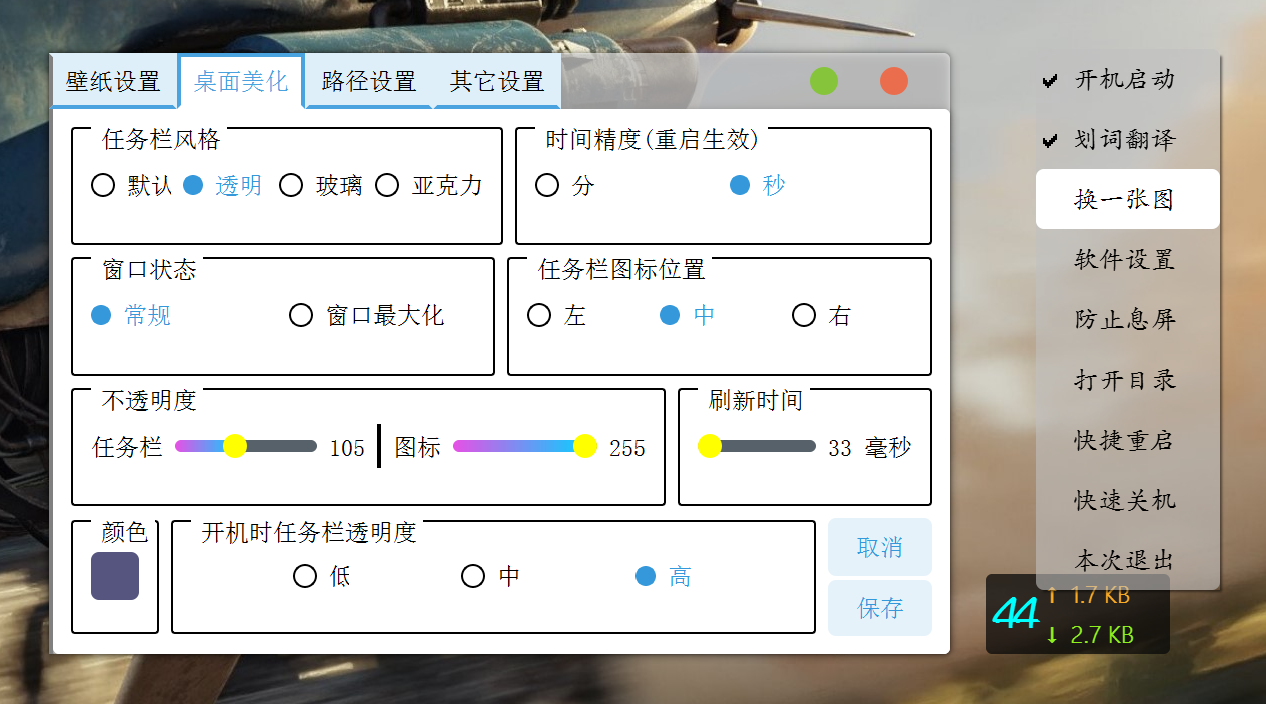 壁纸设置 桌面美化 路径设置 其它设置
任务栏风格
默认 透明 玻璃 亚克力
时间精度(重启生效)
分 秒
窗口状态
常规 窗口最大化
任务栏图标位置
左 中 右
不透明度
任务栏 105 图标 255
刷新时间
33 毫秒
颜色
开机时任务栏透明度
低 中 高
取消
保存
开机启动
划词翻译
换一张图
软件设置
防止息屏
打开目录
快捷重启
快速关机
本次退出
44
↑ 1.7 KB
↓ 2.7 KB